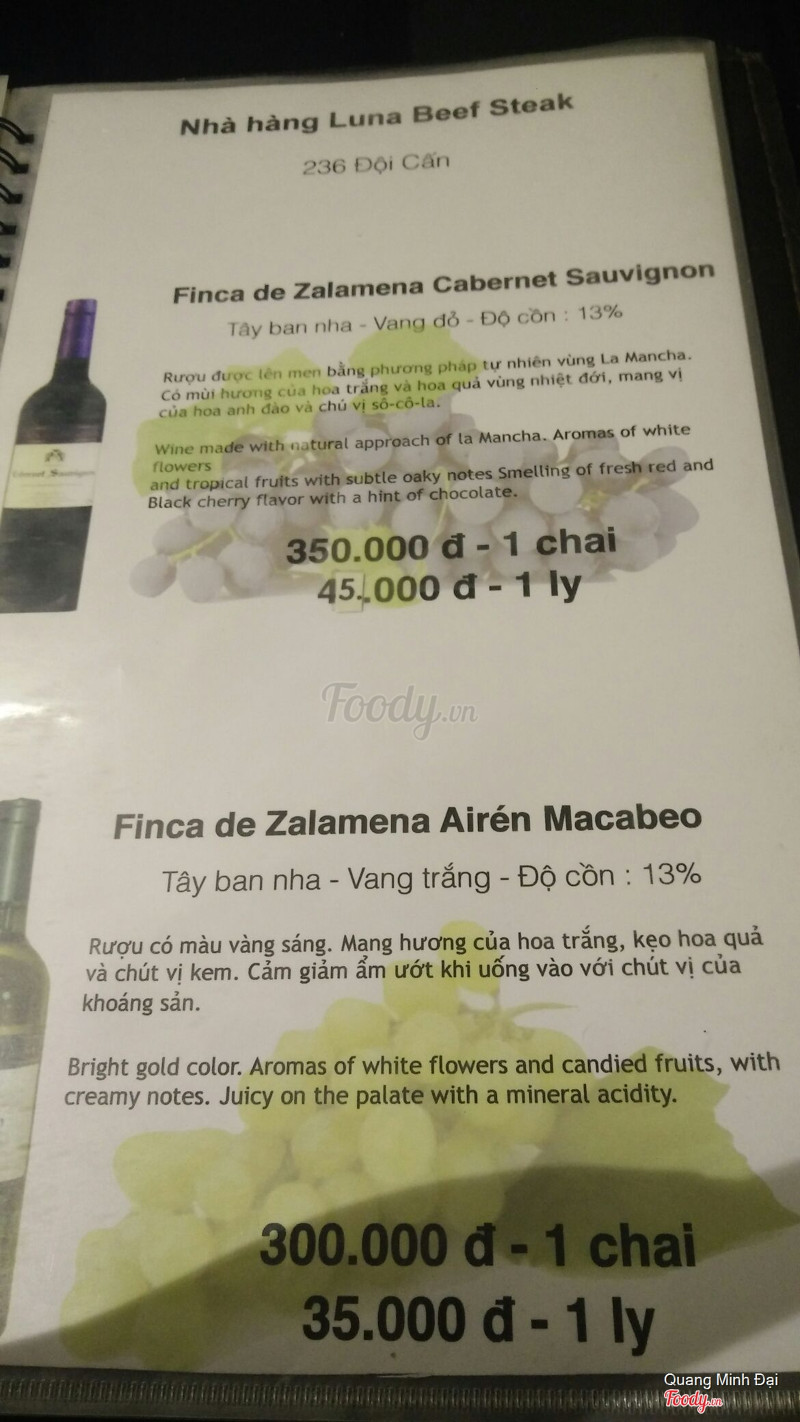 Nhà hàng Luna Beef Steak
236 Đội Cấn
Finca de Zalamena Cabernet Sauvignon
Tây ban nha - Vang đỏ - Độ cồn : 13%
Rượu được lên men bằng phương pháp tự nhiên vùng La Mancha.
Có mùi hương của hoa trắng và hoa quả vùng nhiệt đới, mang vị
của hoa anh đào và chú vị sô-cô-la.
Wine made with natural approach of la Mancha. Aromas of white
flowers
and tropical fruits with subtle oaky notes Smelling of fresh red and
Black cherry flavor with a hint of chocolate.
350.000 đ - 1 chai
45.000 đ - 1 ly
Foody.vn
Finca de Zalamena Airén Macabeo
Tây ban nha - Vang trắng - Độ cồn : 13%
Rượu có màu vàng sáng. Mang hương của hoa trắng, kẹo hoa quả
và chút vị kem. Cảm giảm ẩm ướt khi uống vào với chút vị của
khoáng sản.
Bright gold color. Aromas of white flowers and candied fruits, with
creamy notes. Juicy on the palate with a mineral acidity.
300.000 đ - 1 chai
35.000 đ - 1 ly
Quang Minh Đại
Foody.vn